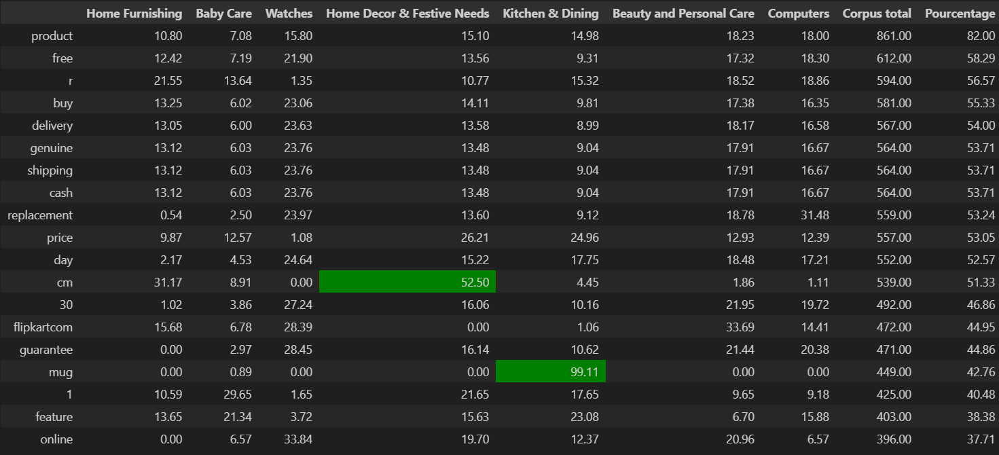 Home Furnishing Baby Care Watches Home Decor & Festive Needs Kitchen & Dining Beauty and Personal Care Computers Corpus total Pourcentage
product 10.80 7.08 15.80 15.10 14.98 18.23 18.00 861.00 82.00
free 12.42 7.19 21.90 13.56 9.31 17.32 18.30 612.00 58.29
r 21.55 13.64 1.35 10.77 15.32 18.52 18.86 594.00 56.57
buy 13.25 6.02 23.06 14.11 9.81 17.38 16.35 581.00 55.33
delivery 13.05 6.00 23.63 13.58 8.99 18.17 16.58 567.00 54.00
genuine 13.12 6.03 23.76 13.48 9.04 17.91 16.67 564.00 53.71
shipping 13.12 6.03 23.76 13.48 9.04 17.91 16.67 564.00 53.71
cash 13.12 6.03 23.76 13.48 9.04 17.91 16.67 564.00 53.71
replacement 0.54 2.50 23.97 13.60 9.12 18.78 31.48 559.00 53.24
price 9.87 12.57 1.08 26.21 24.96 12.93 12.39 557.00 53.05
day 2.17 4.53 24.64 15.22 17.75 18.48 17.21 552.00 52.57
cm 31.17 8.91 0.00 52.50 4.45 1.86 1.11 539.00 51.33
30 1.02 3.86 27.24 16.06 10.16 21.95 19.72 492.00 46.86
flipkartcom 15.68 6.78 28.39 0.00 1.06 33.69 14.41 472.00 44.95
guarantee 0.00 2.97 28.45 16.14 10.62 21.44 20.38 471.00 44.86
mug 0.00 0.89 0.00 0.00 99.11 0.00 0.00 449.00 42.76
1 10.59 29.65 1.65 21.65 17.65 9.65 9.18 425.00 40.48
feature 13.65 21.34 3.72 15.63 23.08 6.70 15.88 403.00 38.38
online 0.00 6.57 33.84 19.70 12.37 20.96 6.57 396.00 37.71